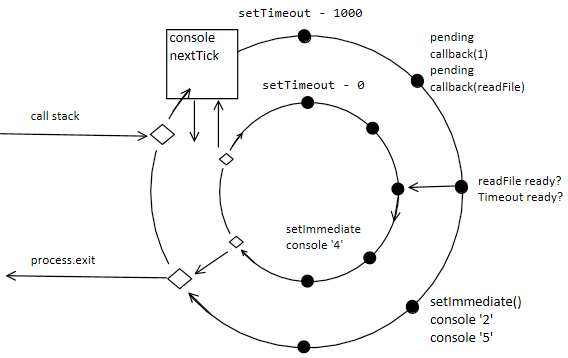 setTimeout - 1000
console
nextTick
pending
callback(1)
pending
callback(readFile)
setTimeout - 0
call stack
readFile ready?
Timeout ready?
setImmediate
console '4'
process.exit
setImmediate()
console '2'
console '5'